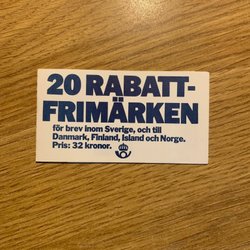 20 RABATT-
FRIMÄRKEN
för brev inom Sverige, och till
Danmark, Finland, Island och Norge.
Pris: 32 kronor.